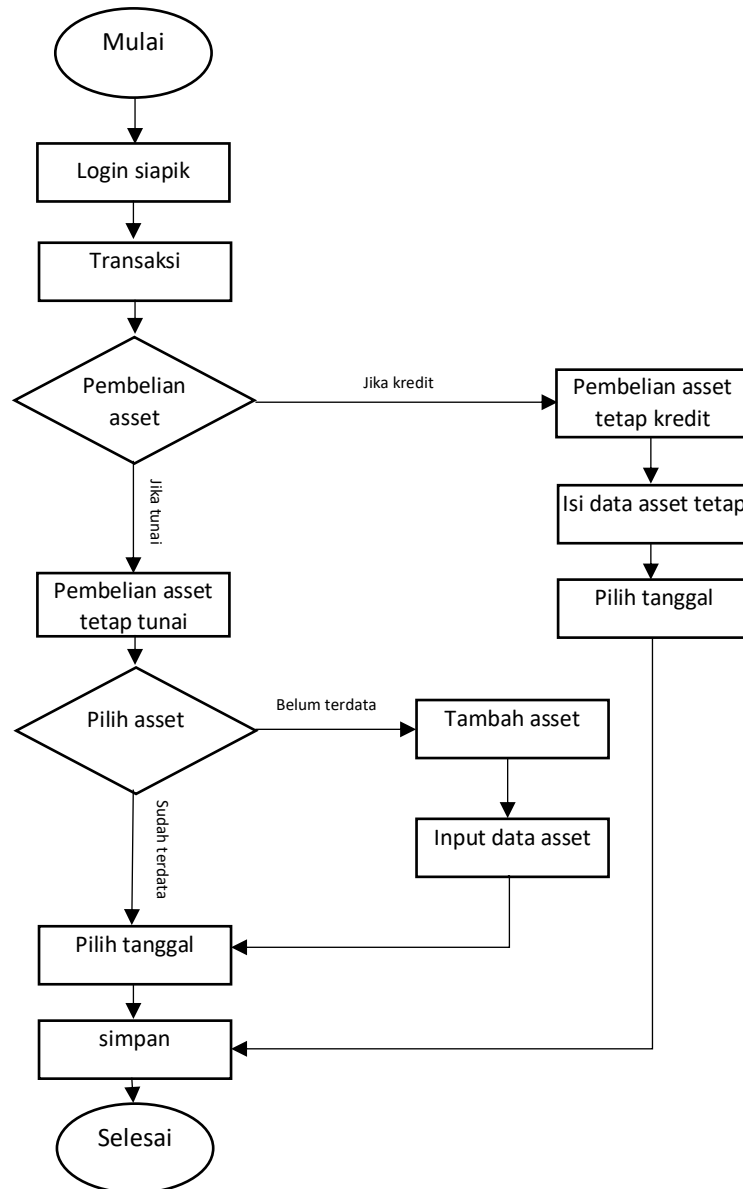 Mulai
Login siapik
Transaksi
Pembelian
asset
Jika kredit
Pembelian asset
tetap kredit
Isi data asset tetap
Pilih tanggal
Jika tunai
Pembelian asset
tetap tunai
Pilih asset
Belum terdata
Tambah asset
Input data asset
Sudah terdata
Pilih tanggal
simpan
Selesai